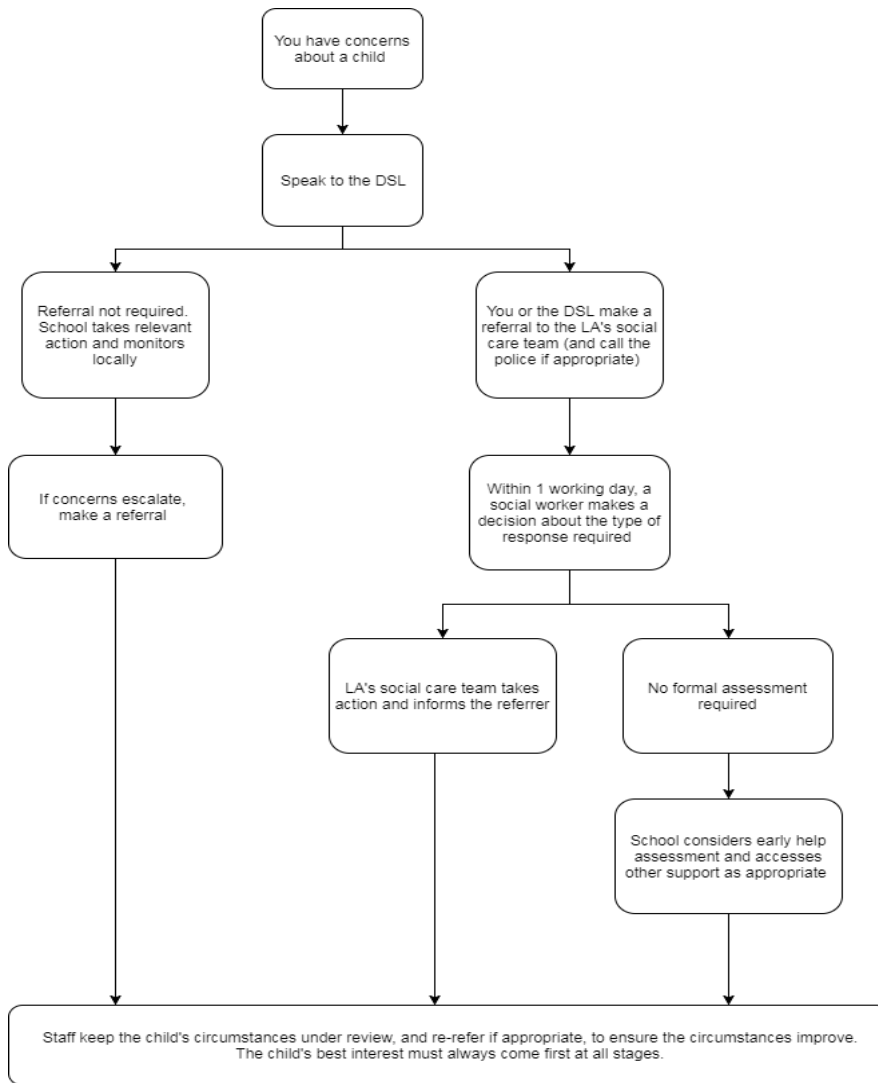 You have concerns
about a child
Speak to the DSL
Referral not required.
School takes relevant
action and monitors
locally
You or the DSL make a
referral to the LA's social
care team (and call the
police if appropriate)
If concerns escalate,
make a referral
Within 1 working day, a
social worker makes a
decision about the type of
response required
LA's social care team takes
action and informs the referrer
No formal assessment
required
School considers early help
assessment and accesses
other support as appropriate
Staff keep the child's circumstances under review, and re-refer if appropriate, to ensure the circumstances improve.
The child's best interest must always come first at all stages.